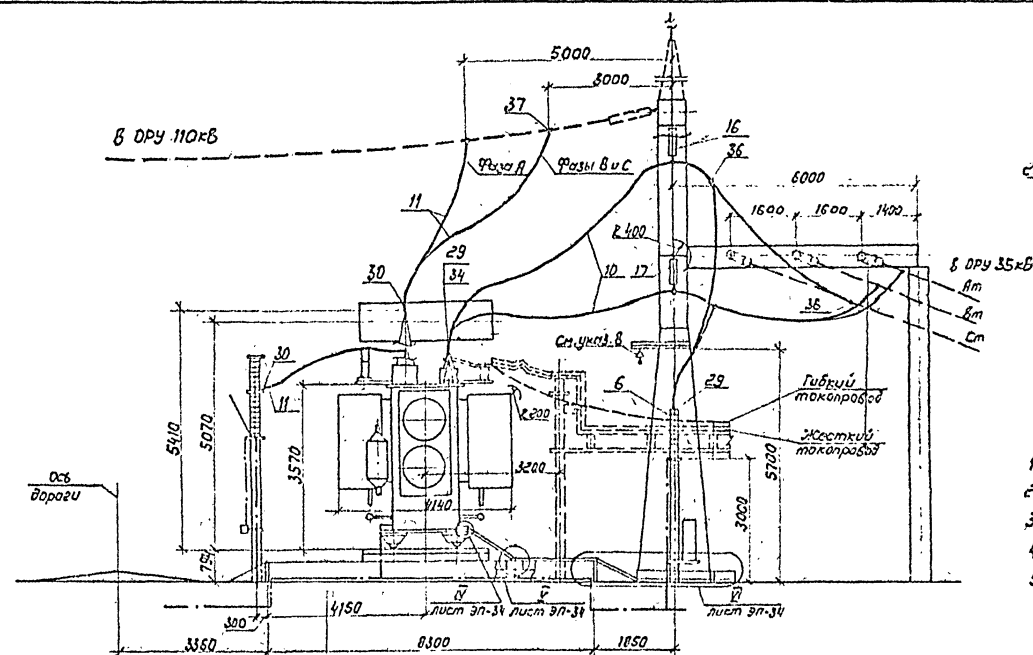 5000
3000
37
В ОРУ 110кВ
16
36
Фаза А
Фазы В и С
6000
11
1600
1600
1400
R 400
29
34
30
10
17
В ОРУ 35кВ
Ат
Вт
Ст
См. указ. 8
30
11
6
29
Гибкий
токопровод
Жесткий
токопровод
R 200
5410
5070
3570
3200
4140
5700
3000
Ось
дороги
IV
Лист ЭП-34
V
Лист ЭП-34
VI
Лист ЭП-34
4150
300
3350
8300
1850